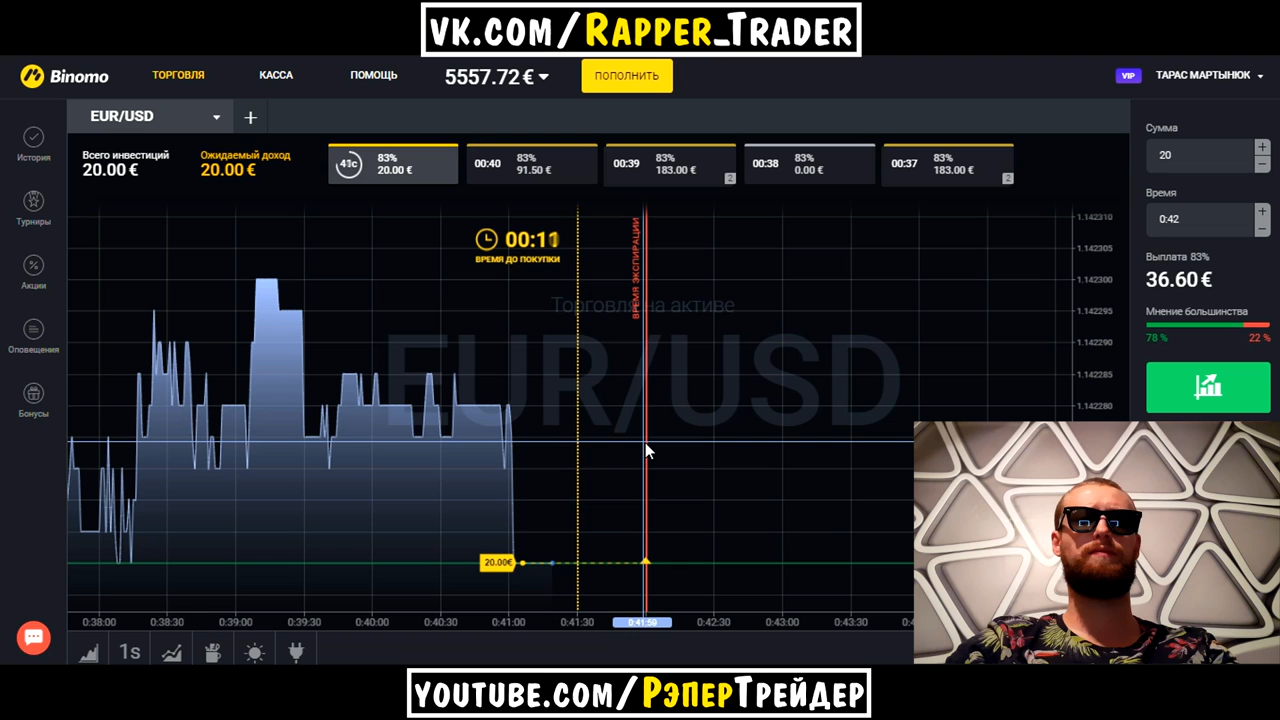 VK.COM/RAPPER_TRADER
Binomo
ТОРГОВЛЯ
КАССА
ПОМОЩЬ
5557.72 €
ПОПОЛНИТЬ
VIP
ТАРАС МАРТЫНЮК
EUR/USD
+
История
Турниры
Акции
Оповещения
Бонусы
Всего инвестиций
20.00 €
Ожидаемый доход
20.00 €
41с
83%
20.00 €
00:40
83%
91.50 €
00:39
83%
183.00 €
2
00:38
83%
0.00 €
00:37
83%
183.00 €
2
Сумма
20
Время
0:42
Выплата 83%
36.60 €
Мнение большинства
78 %
22 %
ВРЕМЯ ДО ПОКУПКИ
ВРЕМЯ ЭКСПИРАЦИИ
Торговля на активе
EUR/USD
1.142310
1.142305
1.142300
1.142295
1.142290
1.142285
1.142280
20.00€
0:38:00
0:38:30
0:39:00
0:39:30
0:40:00
0:40:30
0:41:00
0:41:30
0:41:59
0:42:30
0:43:00
0:43:30
1s
YOUTUBE.COM/РЭПЕРТРЕЙДЕР